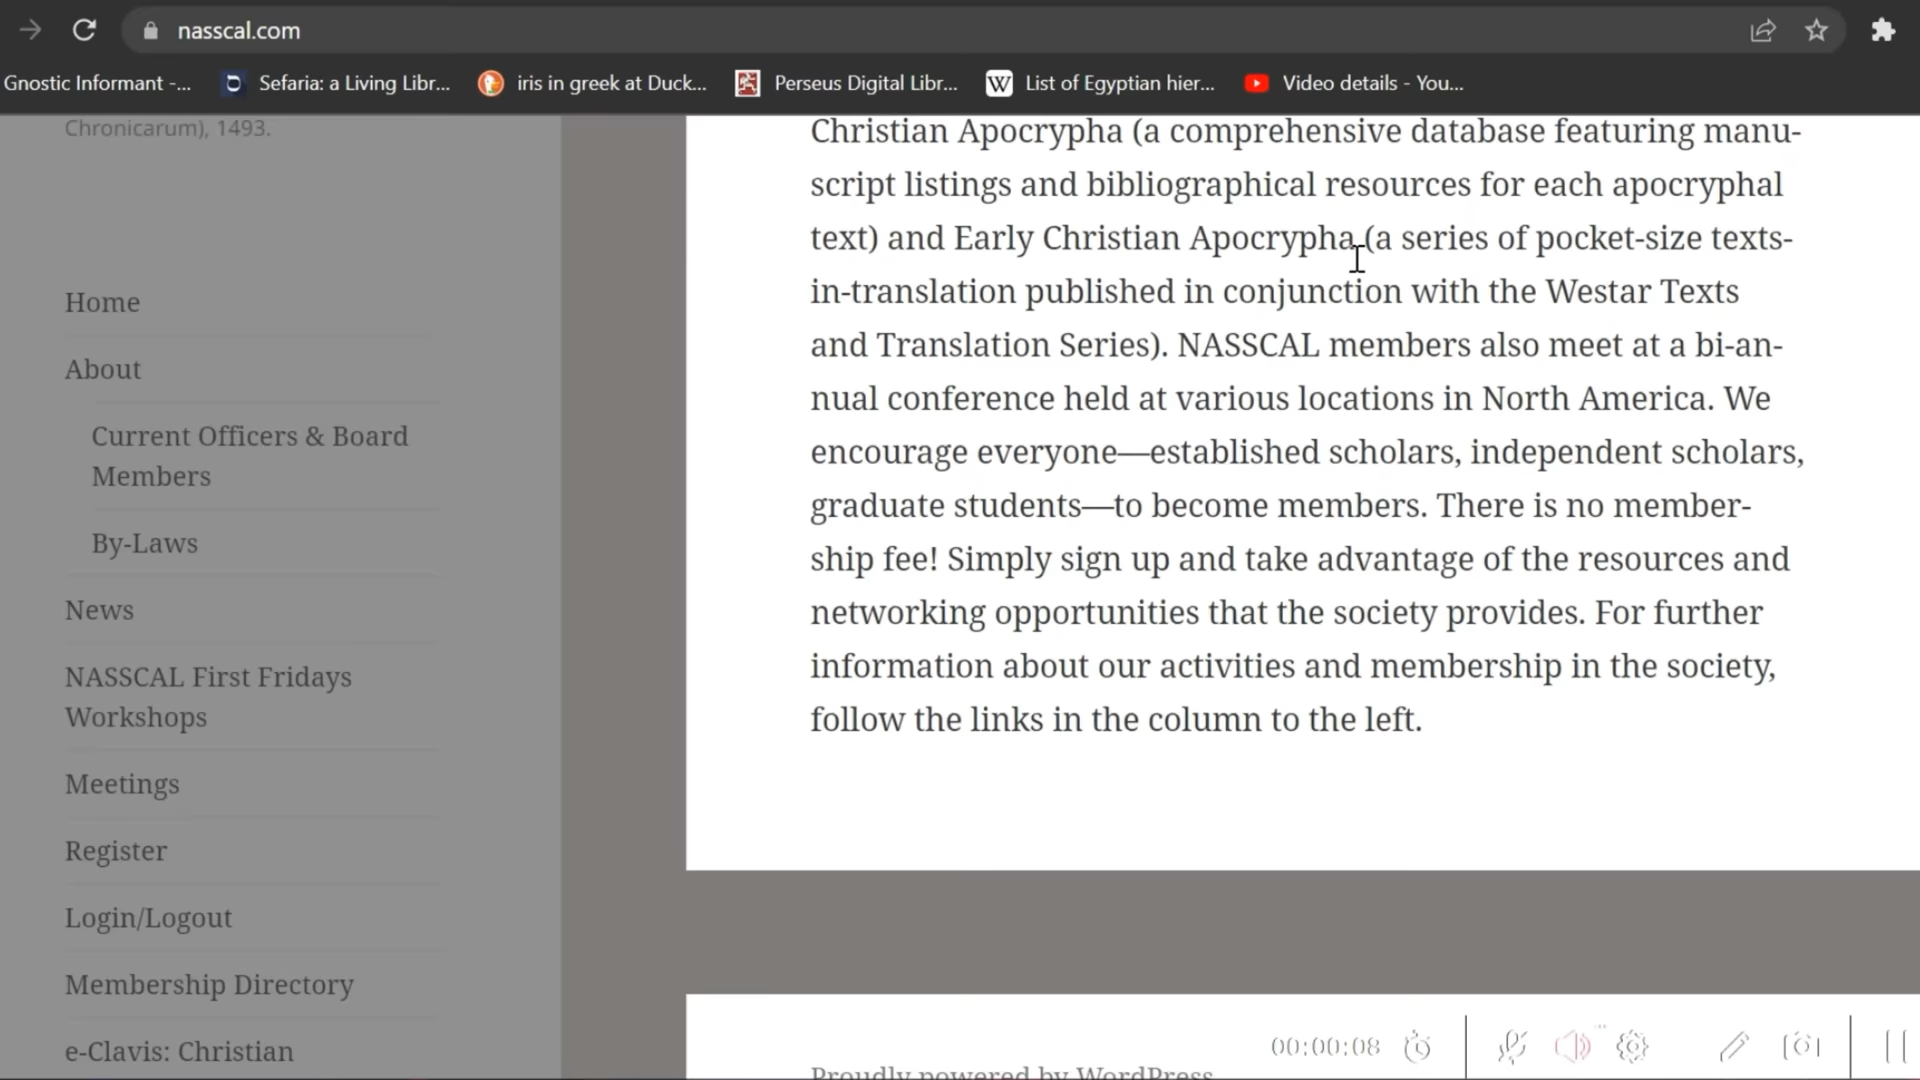 nasscal.com
Gnostic Informant -...
Sefaria: a Living Libr...
iris in greek at Duck...
Perseus Digital Libr...
W
List of Egyptian hier...
Video details - You...
Chronicarum), 1493.
Home
About
Current Officers & Board
Members
By-Laws
News
NASSCAL First Fridays
Workshops
Meetings
Register
Login/Logout
Membership Directory
e-Clavis: Christian
Christian Apocrypha (a comprehensive database featuring manu-
script listings and bibliographical resources for each apocryphal
text) and Early Christian Apocrypha (a series of pocket-size texts-
in-translation published in conjunction with the Westar Texts
and Translation Series). NASSCAL members also meet at a bi-an-
nual conference held at various locations in North America. We
encourage everyone—established scholars, independent scholars,
graduate students—to become members. There is no member-
ship fee! Simply sign up and take advantage of the resources and
networking opportunities that the society provides. For further
information about our activities and membership in the society,
follow the links in the column to the left.
00:00:08
Proudly powered by WordPress